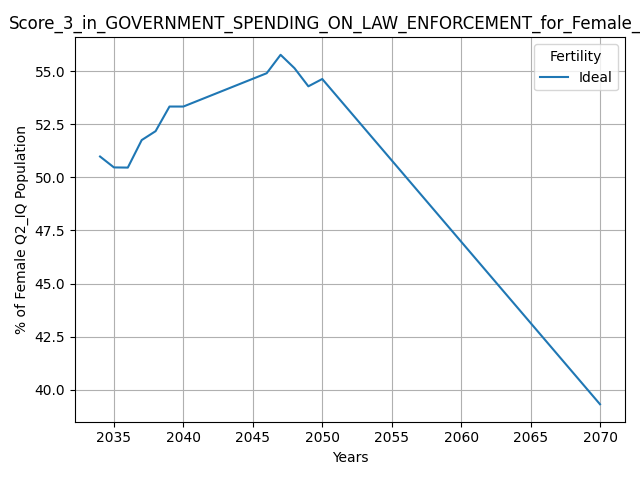 Score_3_in_GOVERNMENT_SPENDING_ON_LAW_ENFORCEMENT_for_Female_
Fertility
Ideal
% of Female Q2_IQ Population
55.0
52.5
50.0
47.5
45.0
42.5
40.0
2035 2040 2045 2050 2055 2060 2065 2070
Years